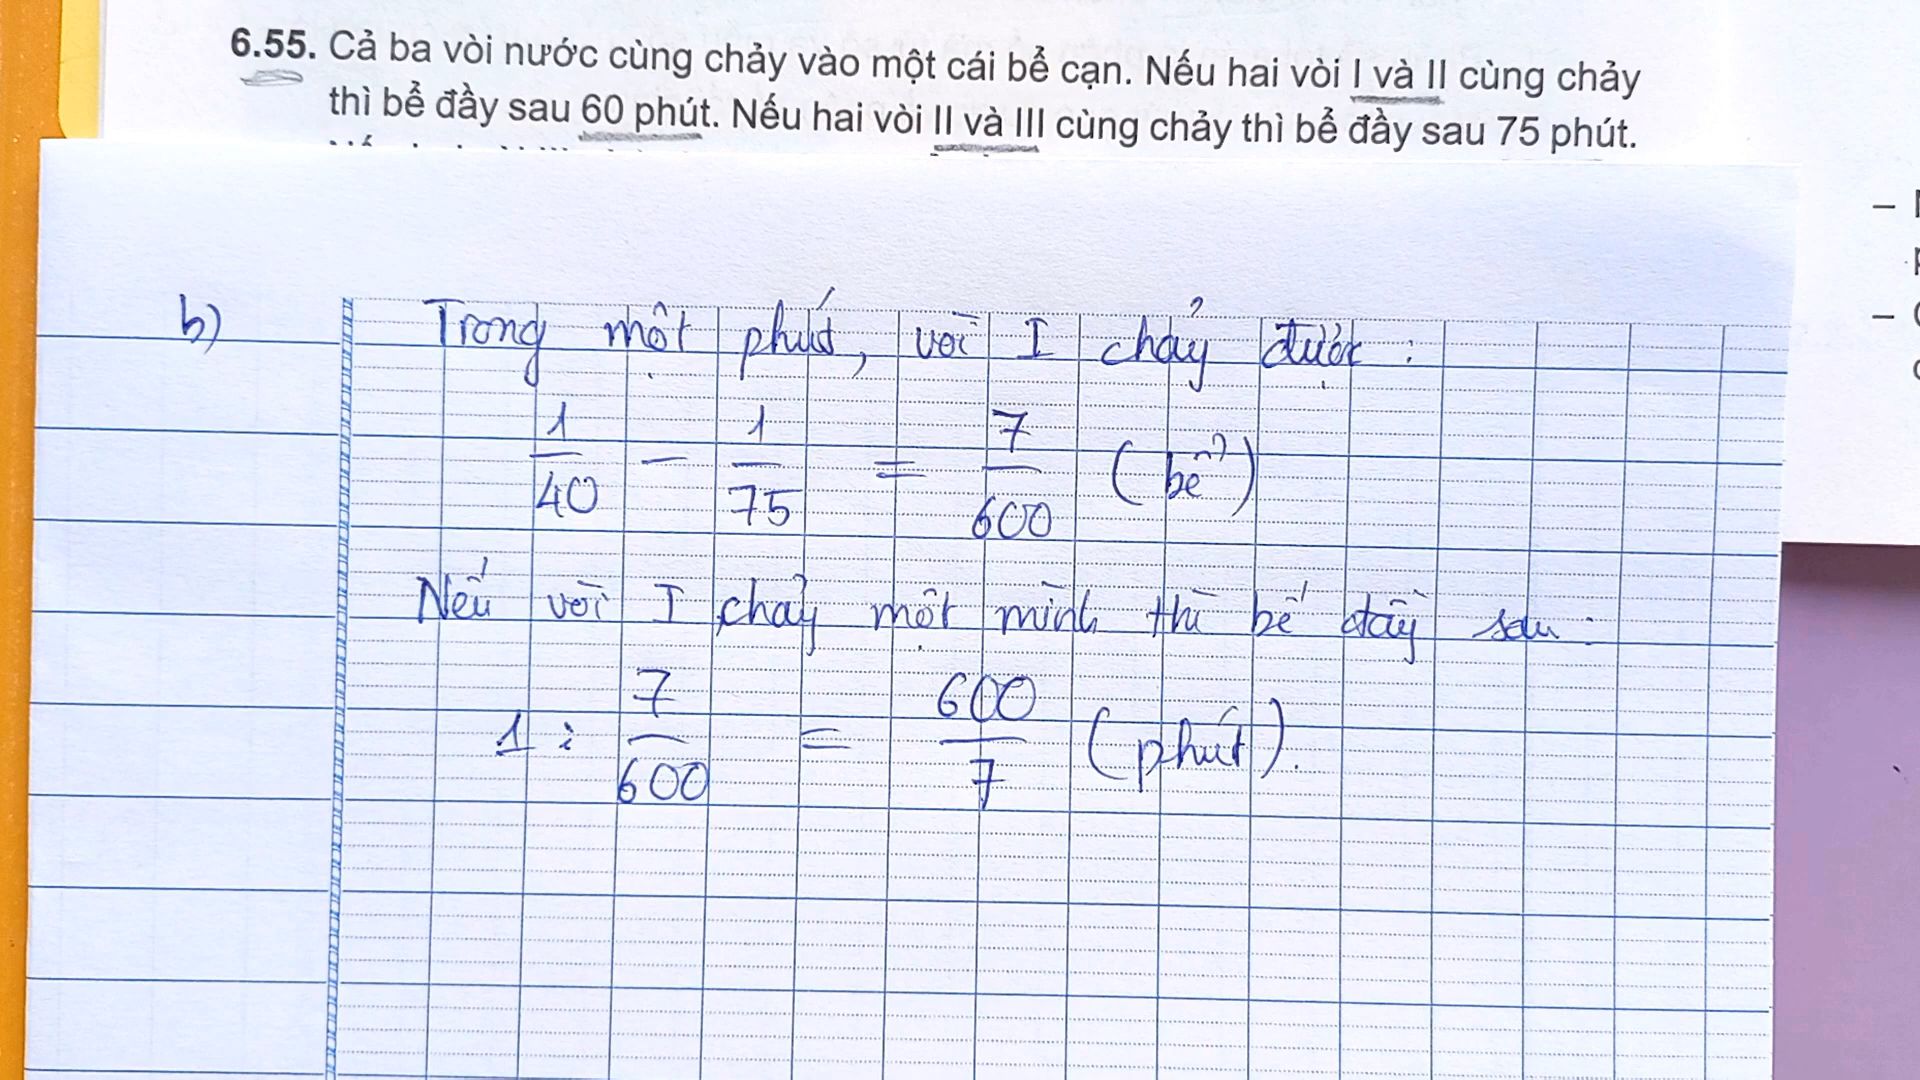 6.55. Cả ba vòi nước cùng chảy vào một cái bể cạn. Nếu hai vòi I và II cùng chảy
thì bể đầy sau 60 phút. Nếu hai vòi II và III cùng chảy thì bể đầy sau 75 phút.
b) Trong một phút, vòi I chảy được :
1/40 - 1/75 = 7/600 (bể)
Nếu vòi I chảy một mình thì bể đầy sau :
1 : 7/600 = 600/7 (phút).